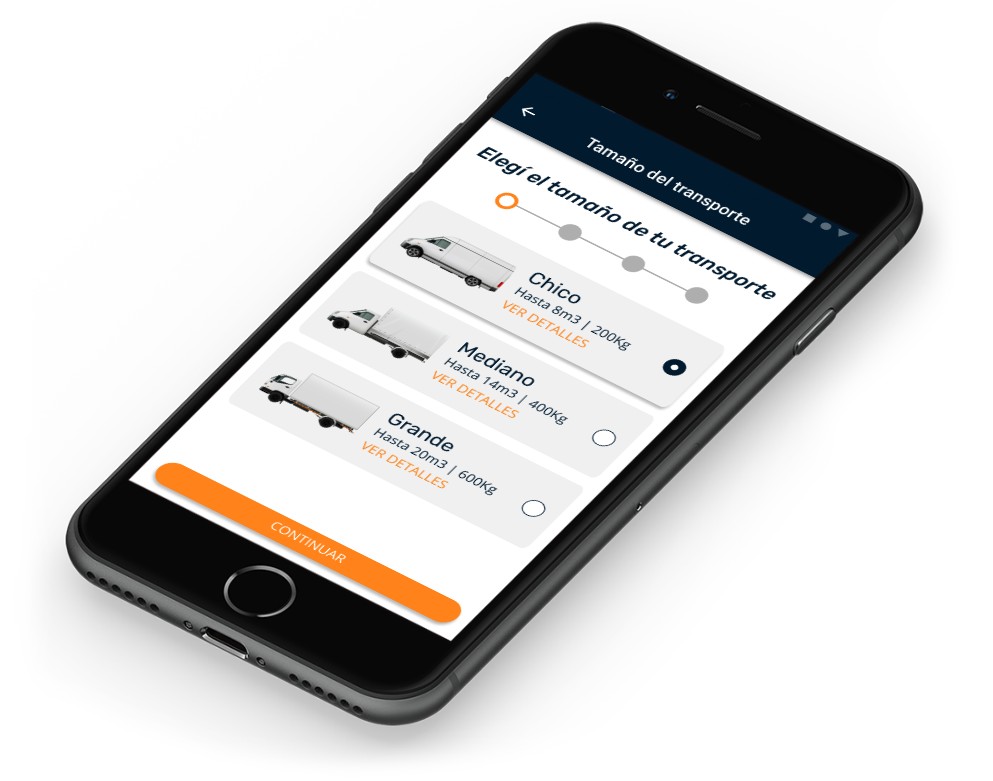 Tamaño del transporte
Elegí el tamaño de tu transporte
Chico
Hasta 8m3 | 200Kg
VER DETALLES
Mediano
Hasta 14m3 | 400Kg
VER DETALLES
Grande
Hasta 20m3 | 600Kg
VER DETALLES
CONTINUAR